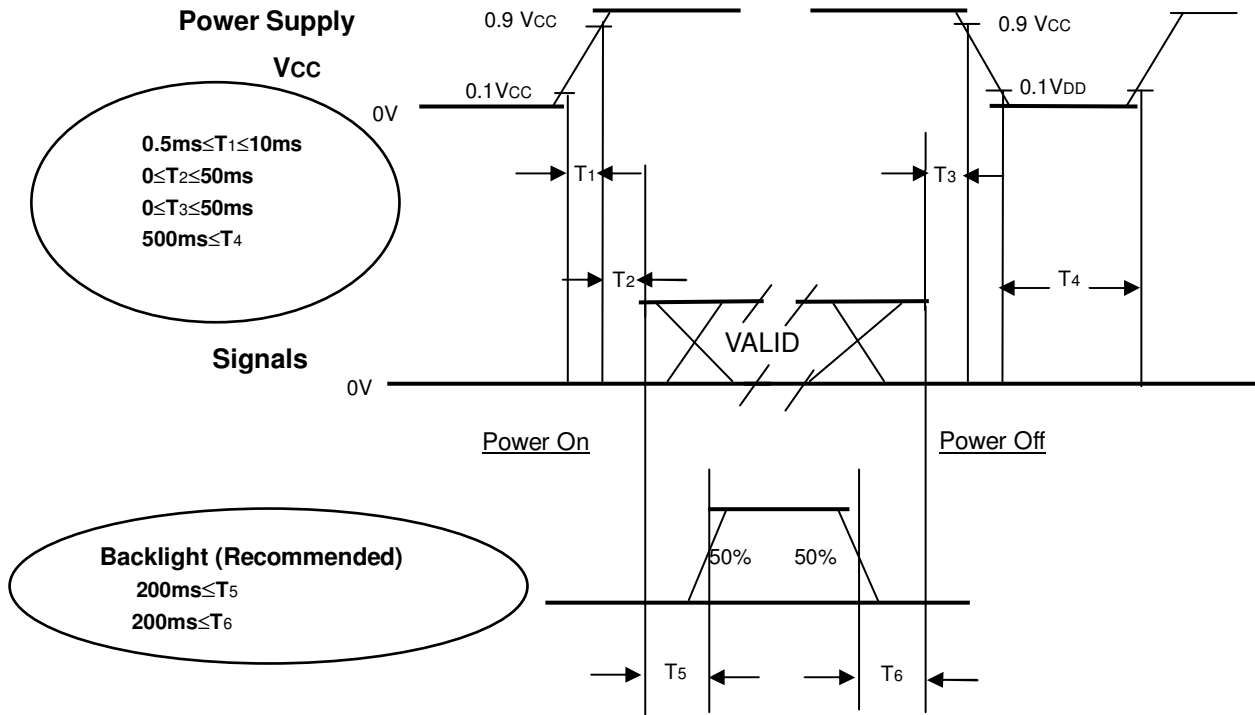 Power Supply
0.9 VCC
0.9 VCC
VCC
0.1VCC
0.1VDD
0V
0.5ms≤T1≤10ms
0≤T2≤50ms
0≤T3≤50ms
500ms≤T4
T1
T3
T2
T4
VALID
Signals
0V
Power On
Power Off
Backlight (Recommended)
200ms≤T5
200ms≤T6
50%
50%
T5
T6